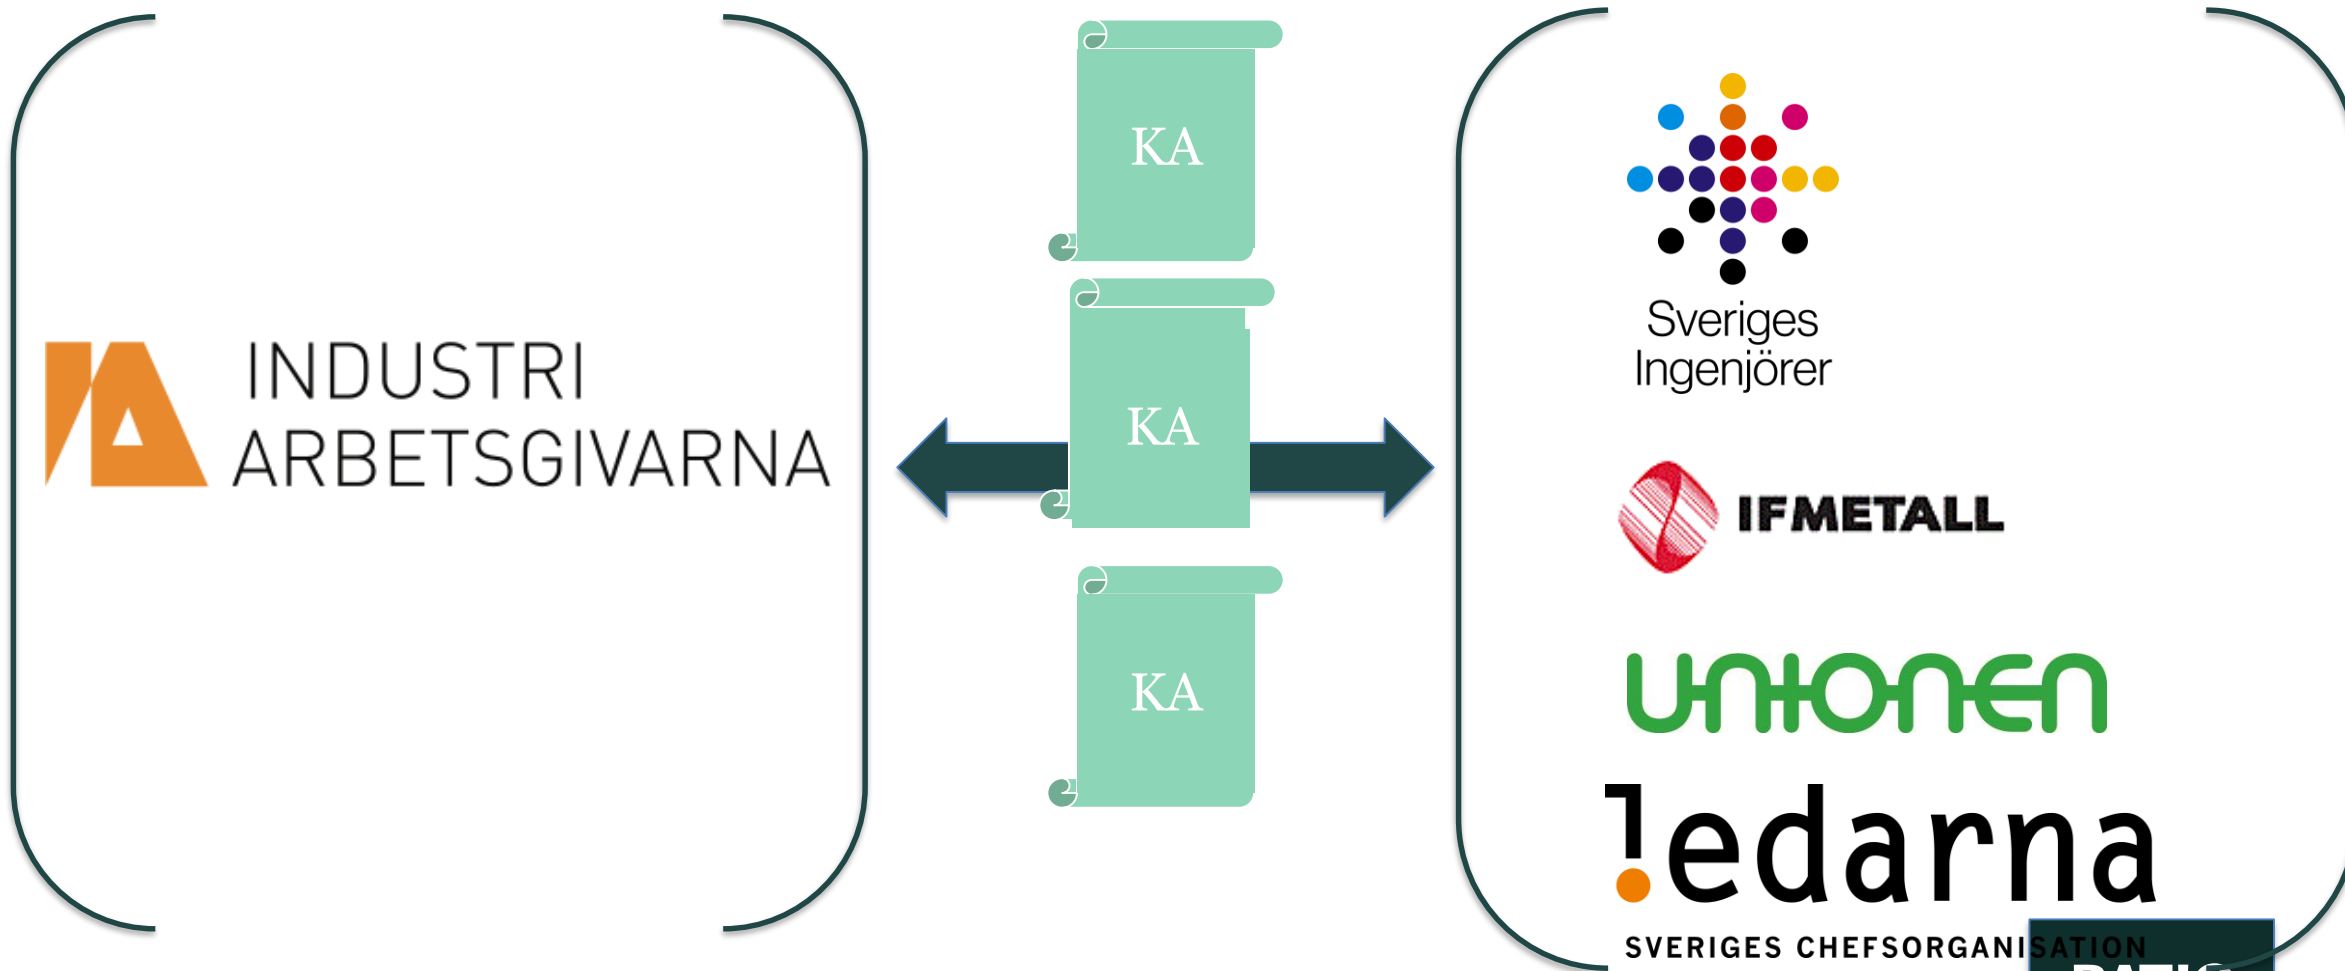 INDUSTRI
ARBETSGIVARNA
KA
KA
KA
Sveriges
Ingenjörer
IFMETALL
UNIONEN
ledarna
SVERIGES CHEFSORGANISATION